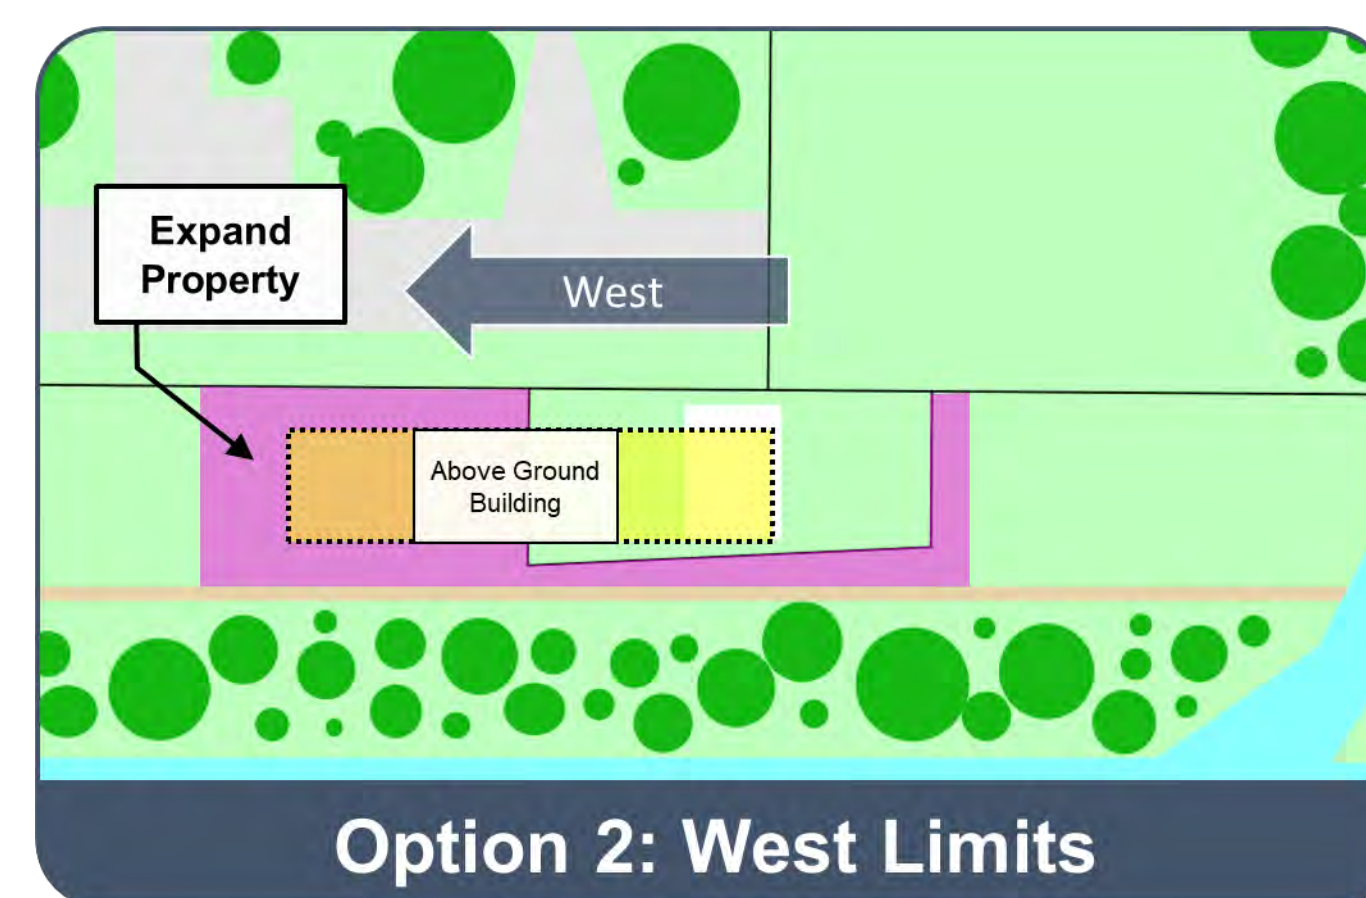 Expand
Property
West
Above Ground
Building
Option 2: West Limits